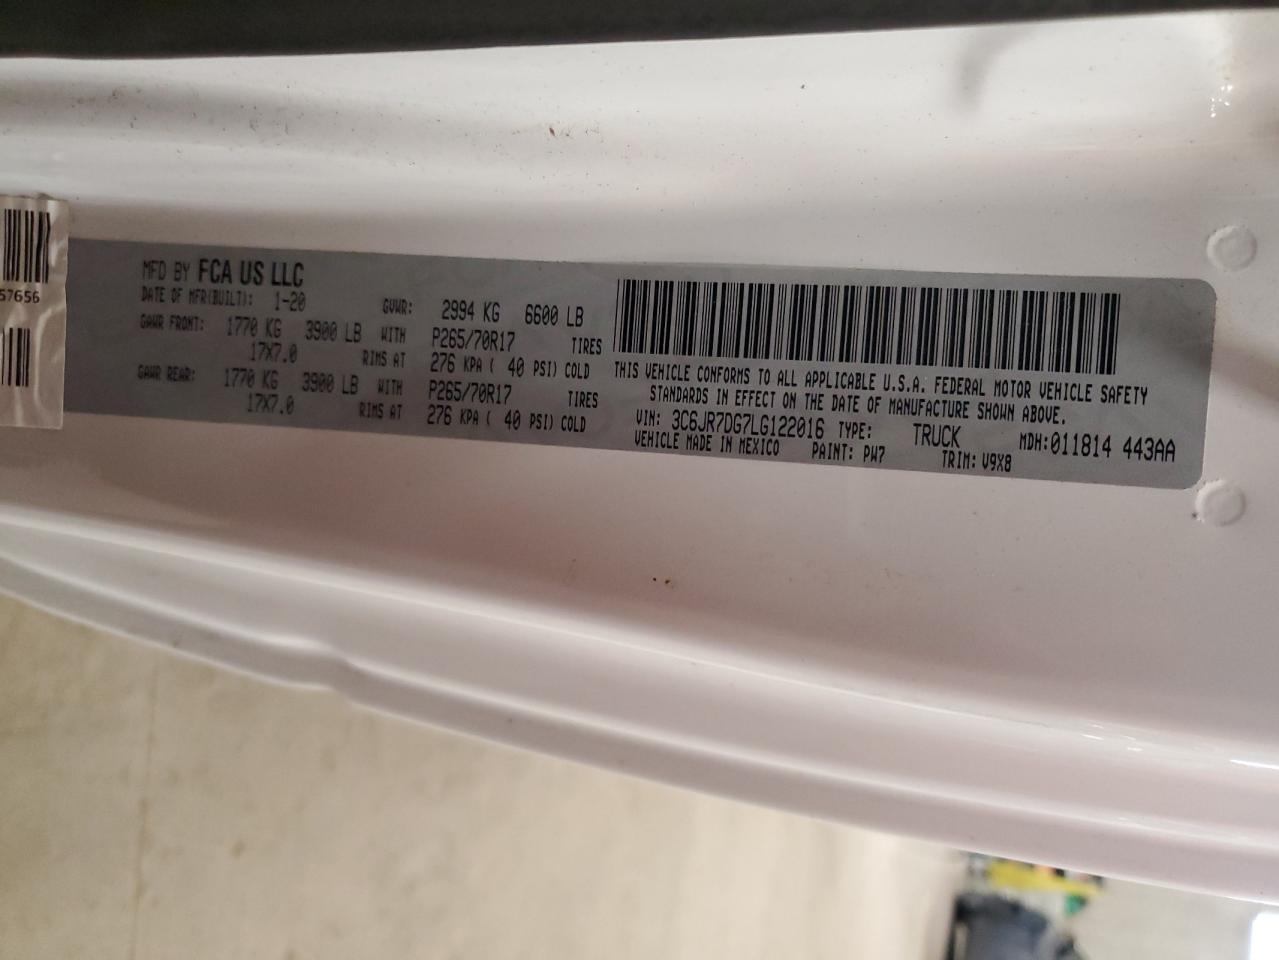 57656
MFD BY FCA US LLC
DATE OF MFR(BUILT): 1-20 GVWR: 2994 KG 6600 LB
GAWR FRONT: 1770 KG 3900 LB WITH P265/70R17 TIRES
17X7.0 RIMS AT 276 KPA ( 40 PSI) COLD
GAWR REAR: 1770 KG 3900 LB WITH P265/70R17 TIRES
17X7.0 RIMS AT 276 KPA ( 40 PSI) COLD
THIS VEHICLE CONFORMS TO ALL APPLICABLE U.S.A. FEDERAL MOTOR VEHICLE SAFETY
STANDARDS IN EFFECT ON THE DATE OF MANUFACTURE SHOWN ABOVE.
VIN: 3C6JR7DG7LG122016 TYPE: TRUCK MDH:011814 443AA
VEHICLE MADE IN MEXICO PAINT: PW7 TRIM: V9X8